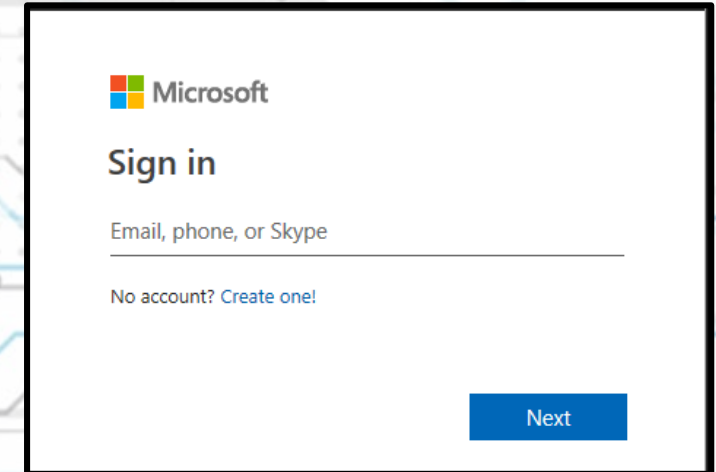 Microsoft
Sign in
Email, phone, or Skype
No account? Create one!
Next